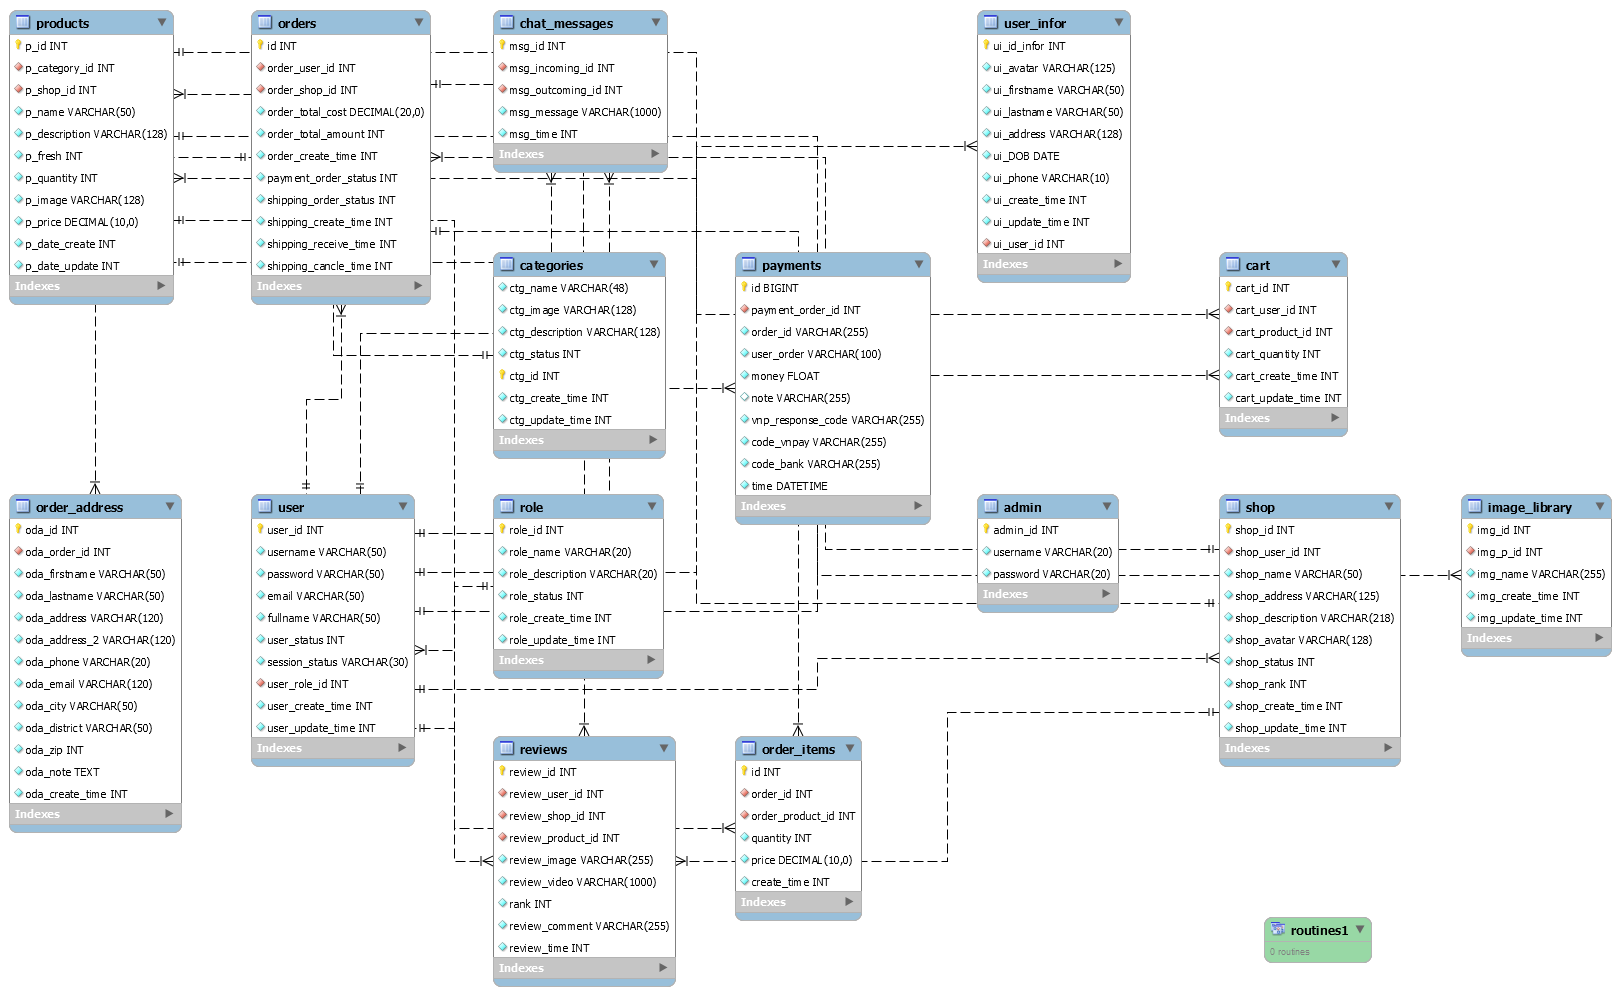 products
p_id INT
p_category_id INT
p_shop_id INT
p_name VARCHAR(50)
p_description VARCHAR(128)
p_fresh INT
p_quantity INT
p_image VARCHAR(128)
p_price DECIMAL(10,0)
p_date_create INT
p_date_update INT
Indexes
orders
id INT
order_user_id INT
order_shop_id INT
order_total_cost DECIMAL(20,0)
order_total_amount INT
order_create_time INT
payment_order_status INT
shipping_order_status INT
shipping_create_time INT
shipping_receive_time INT
shipping_cancle_time INT
Indexes
chat_messages
msg_id INT
msg_incoming_id INT
msg_outcoming_id INT
msg_message VARCHAR(1000)
msg_time INT
Indexes
user_infor
ui_id_infor INT
ui_avatar VARCHAR(125)
ui_firstname VARCHAR(50)
ui_lastname VARCHAR(50)
ui_address VARCHAR(128)
ui_DOB DATE
ui_phone VARCHAR(10)
ui_create_time INT
ui_update_time INT
ui_user_id INT
Indexes
categories
ctg_name VARCHAR(48)
ctg_image VARCHAR(128)
ctg_description VARCHAR(128)
ctg_status INT
ctg_id INT
ctg_create_time INT
ctg_update_time INT
Indexes
payments
id BIGINT
payment_order_id INT
order_id VARCHAR(255)
user_order VARCHAR(100)
money FLOAT
note VARCHAR(255)
vnp_response_code VARCHAR(255)
code_vnpay VARCHAR(255)
code_bank VARCHAR(255)
time DATETIME
Indexes
cart
cart_id INT
cart_user_id INT
cart_product_id INT
cart_quantity INT
cart_create_time INT
cart_update_time INT
Indexes
order_address
oda_id INT
oda_order_id INT
oda_firstname VARCHAR(50)
oda_lastname VARCHAR(50)
oda_address VARCHAR(120)
oda_address_2 VARCHAR(120)
oda_phone VARCHAR(20)
oda_email VARCHAR(120)
oda_city VARCHAR(50)
oda_district VARCHAR(50)
oda_zip INT
oda_note TEXT
oda_create_time INT
Indexes
user
user_id INT
username VARCHAR(50)
password VARCHAR(50)
email VARCHAR(50)
fullname VARCHAR(50)
user_status INT
session_status VARCHAR(30)
user_role_id INT
user_create_time INT
user_update_time INT
Indexes
role
role_id INT
role_name VARCHAR(20)
role_description VARCHAR(20)
role_status INT
role_create_time INT
role_update_time INT
Indexes
admin
admin_id INT
username VARCHAR(20)
password VARCHAR(20)
Indexes
shop
shop_id INT
shop_user_id INT
shop_name VARCHAR(50)
shop_address VARCHAR(125)
shop_description VARCHAR(218)
shop_avatar VARCHAR(128)
shop_status INT
shop_rank INT
shop_create_time INT
shop_update_time INT
Indexes
image_library
img_id INT
img_p_id INT
img_name VARCHAR(255)
img_create_time INT
img_update_time INT
Indexes
reviews
review_id INT
review_user_id INT
review_shop_id INT
review_product_id INT
review_image VARCHAR(255)
review_video VARCHAR(1000)
rank INT
review_comment VARCHAR(255)
review_time INT
Indexes
order_items
id INT
order_id INT
order_product_id INT
quantity INT
price DECIMAL(10,0)
create_time INT
Indexes
routines1
0 routines